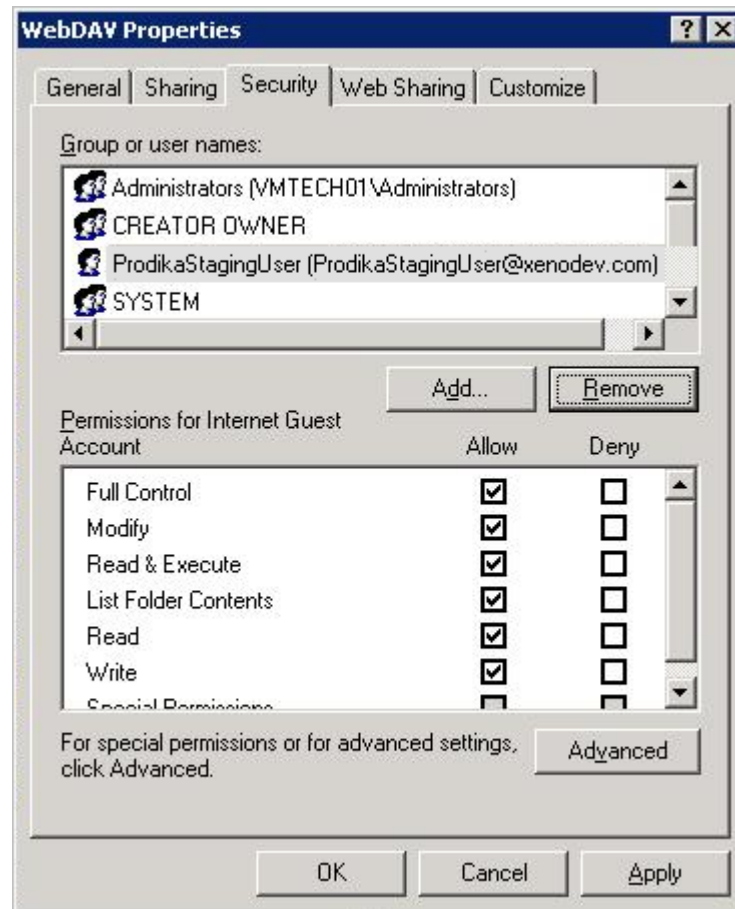 WebDAV Properties
General Sharing Security Web Sharing Customize
Group or user names:
Administrators (VMTECH01\Administrators)
CREATOR OWNER
ProdikaStagingUser (ProdikaStagingUser@xenodev.com)
SYSTEM
Add... Remove
Permissions for Internet Guest
Account Allow Deny
Full Control
Modify
Read & Execute
List Folder Contents
Read
Write
Special Permissions
For special permissions or for advanced settings,
click Advanced.
Advanced
OK Cancel Apply